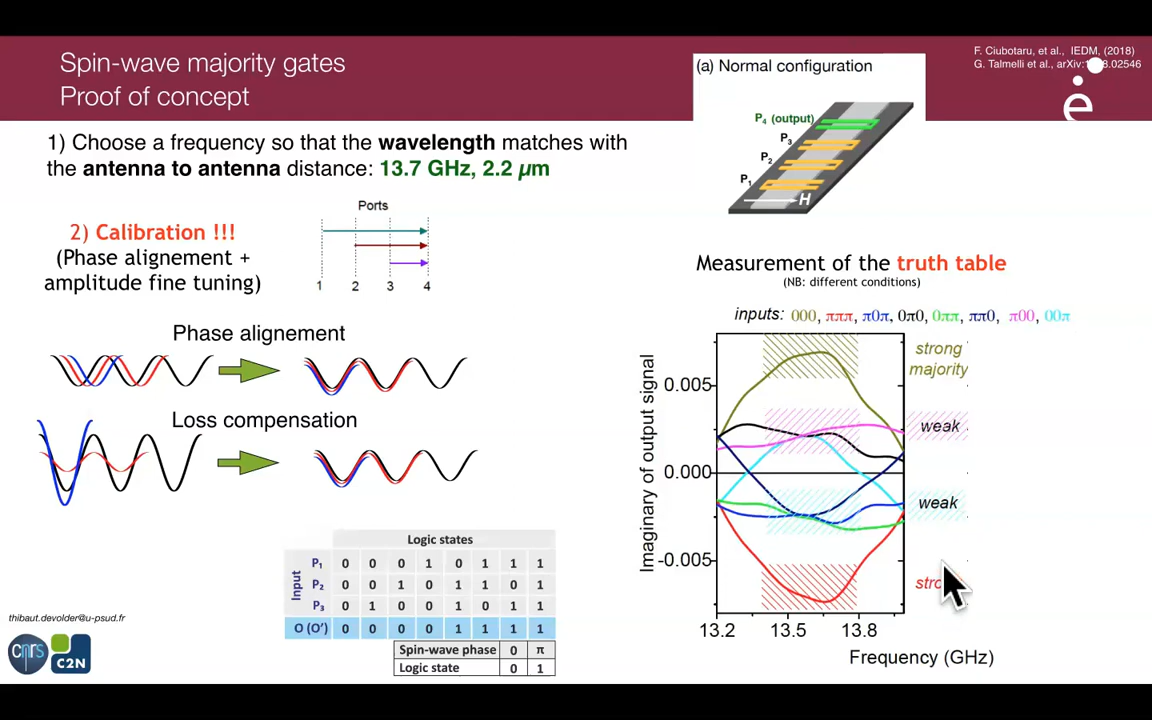 Spin-wave majority gates
Proof of concept
F. Ciubotaru, et al., IEDM, (2018)
G. Talmelli et al., arXiv:
8.02546
(a) Normal configuration
P₄ (output)
P₃
P₂
P₁
H
1) Choose a frequency so that the wavelength matches with
the antenna to antenna distance: 13.7 GHz, 2.2 µm
2) Calibration !!!
(Phase alignement +
amplitude fine tuning)
Ports
1 2 3 4
Phase alignement
Loss compensation
Measurement of the truth table
(NB: different conditions)
inputs: 000, πππ, π0π, 0π0, 0ππ, ππ0, π00, 00π
Imaginary of output signal
0.005
0.000
-0.005
strong
majority
weak
weak
13.2 13.5 13.8
Frequency (GHz)
Logic states
Input
P₁ 0 0 0 1 0 1 1 1
P₂ 0 0 1 0 1 1 0 1
P₃ 0 1 0 0 1 0 1 1
O (O') 0 0 0 0 1 1 1 1
Spin-wave phase 0 π
Logic state 0 1
thibaut.devolder@u-psud.fr
cnrs
C2N